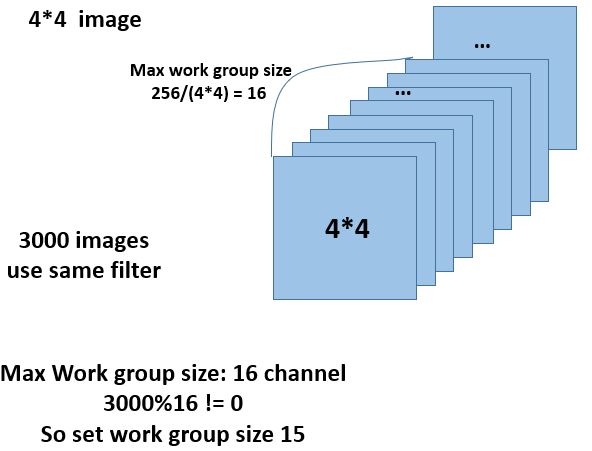 4*4 image
...
Max work group size
256/(4*4) = 16
...
4*4
3000 images
use same filter
Max Work group size: 16 channel
3000%16 != 0
So set work group size 15